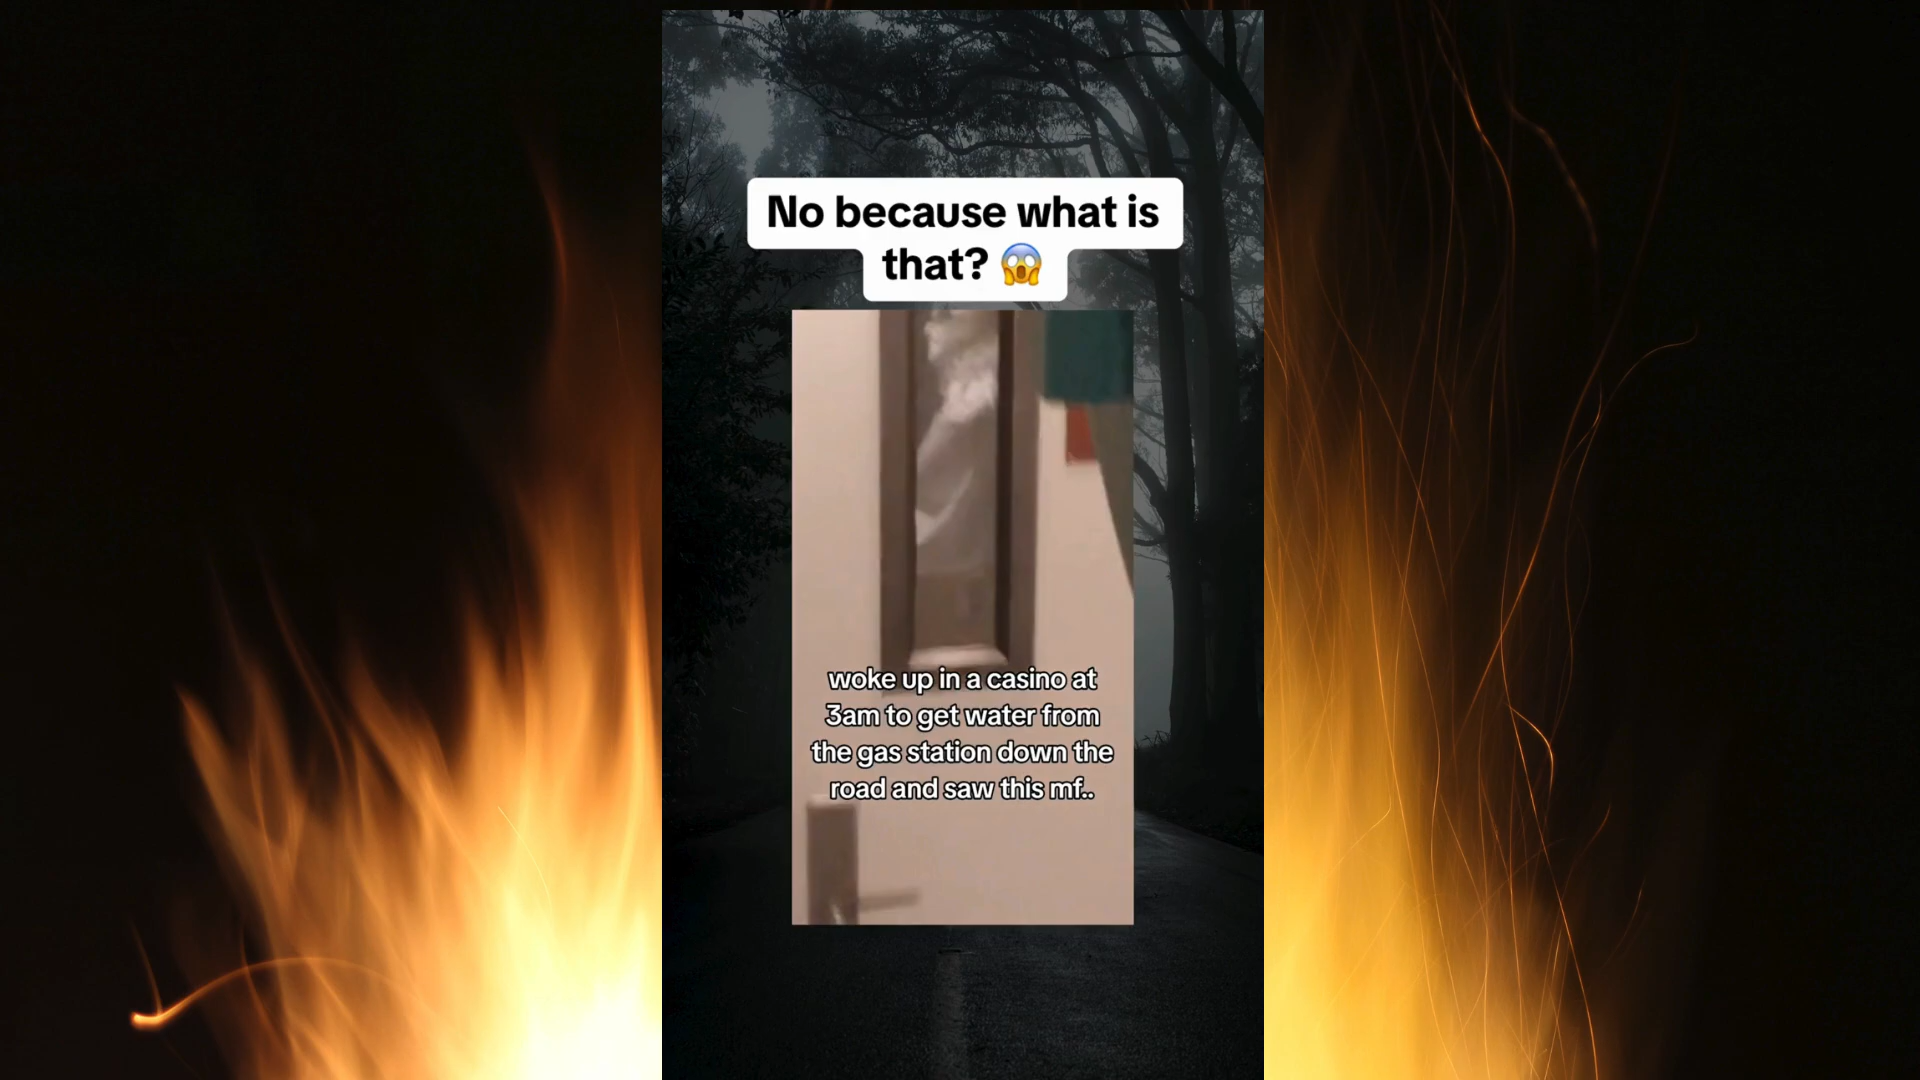 No because what is
that? 😱
woke up in a casino at
3am to get water from
the gas station down the
road and saw this mf..